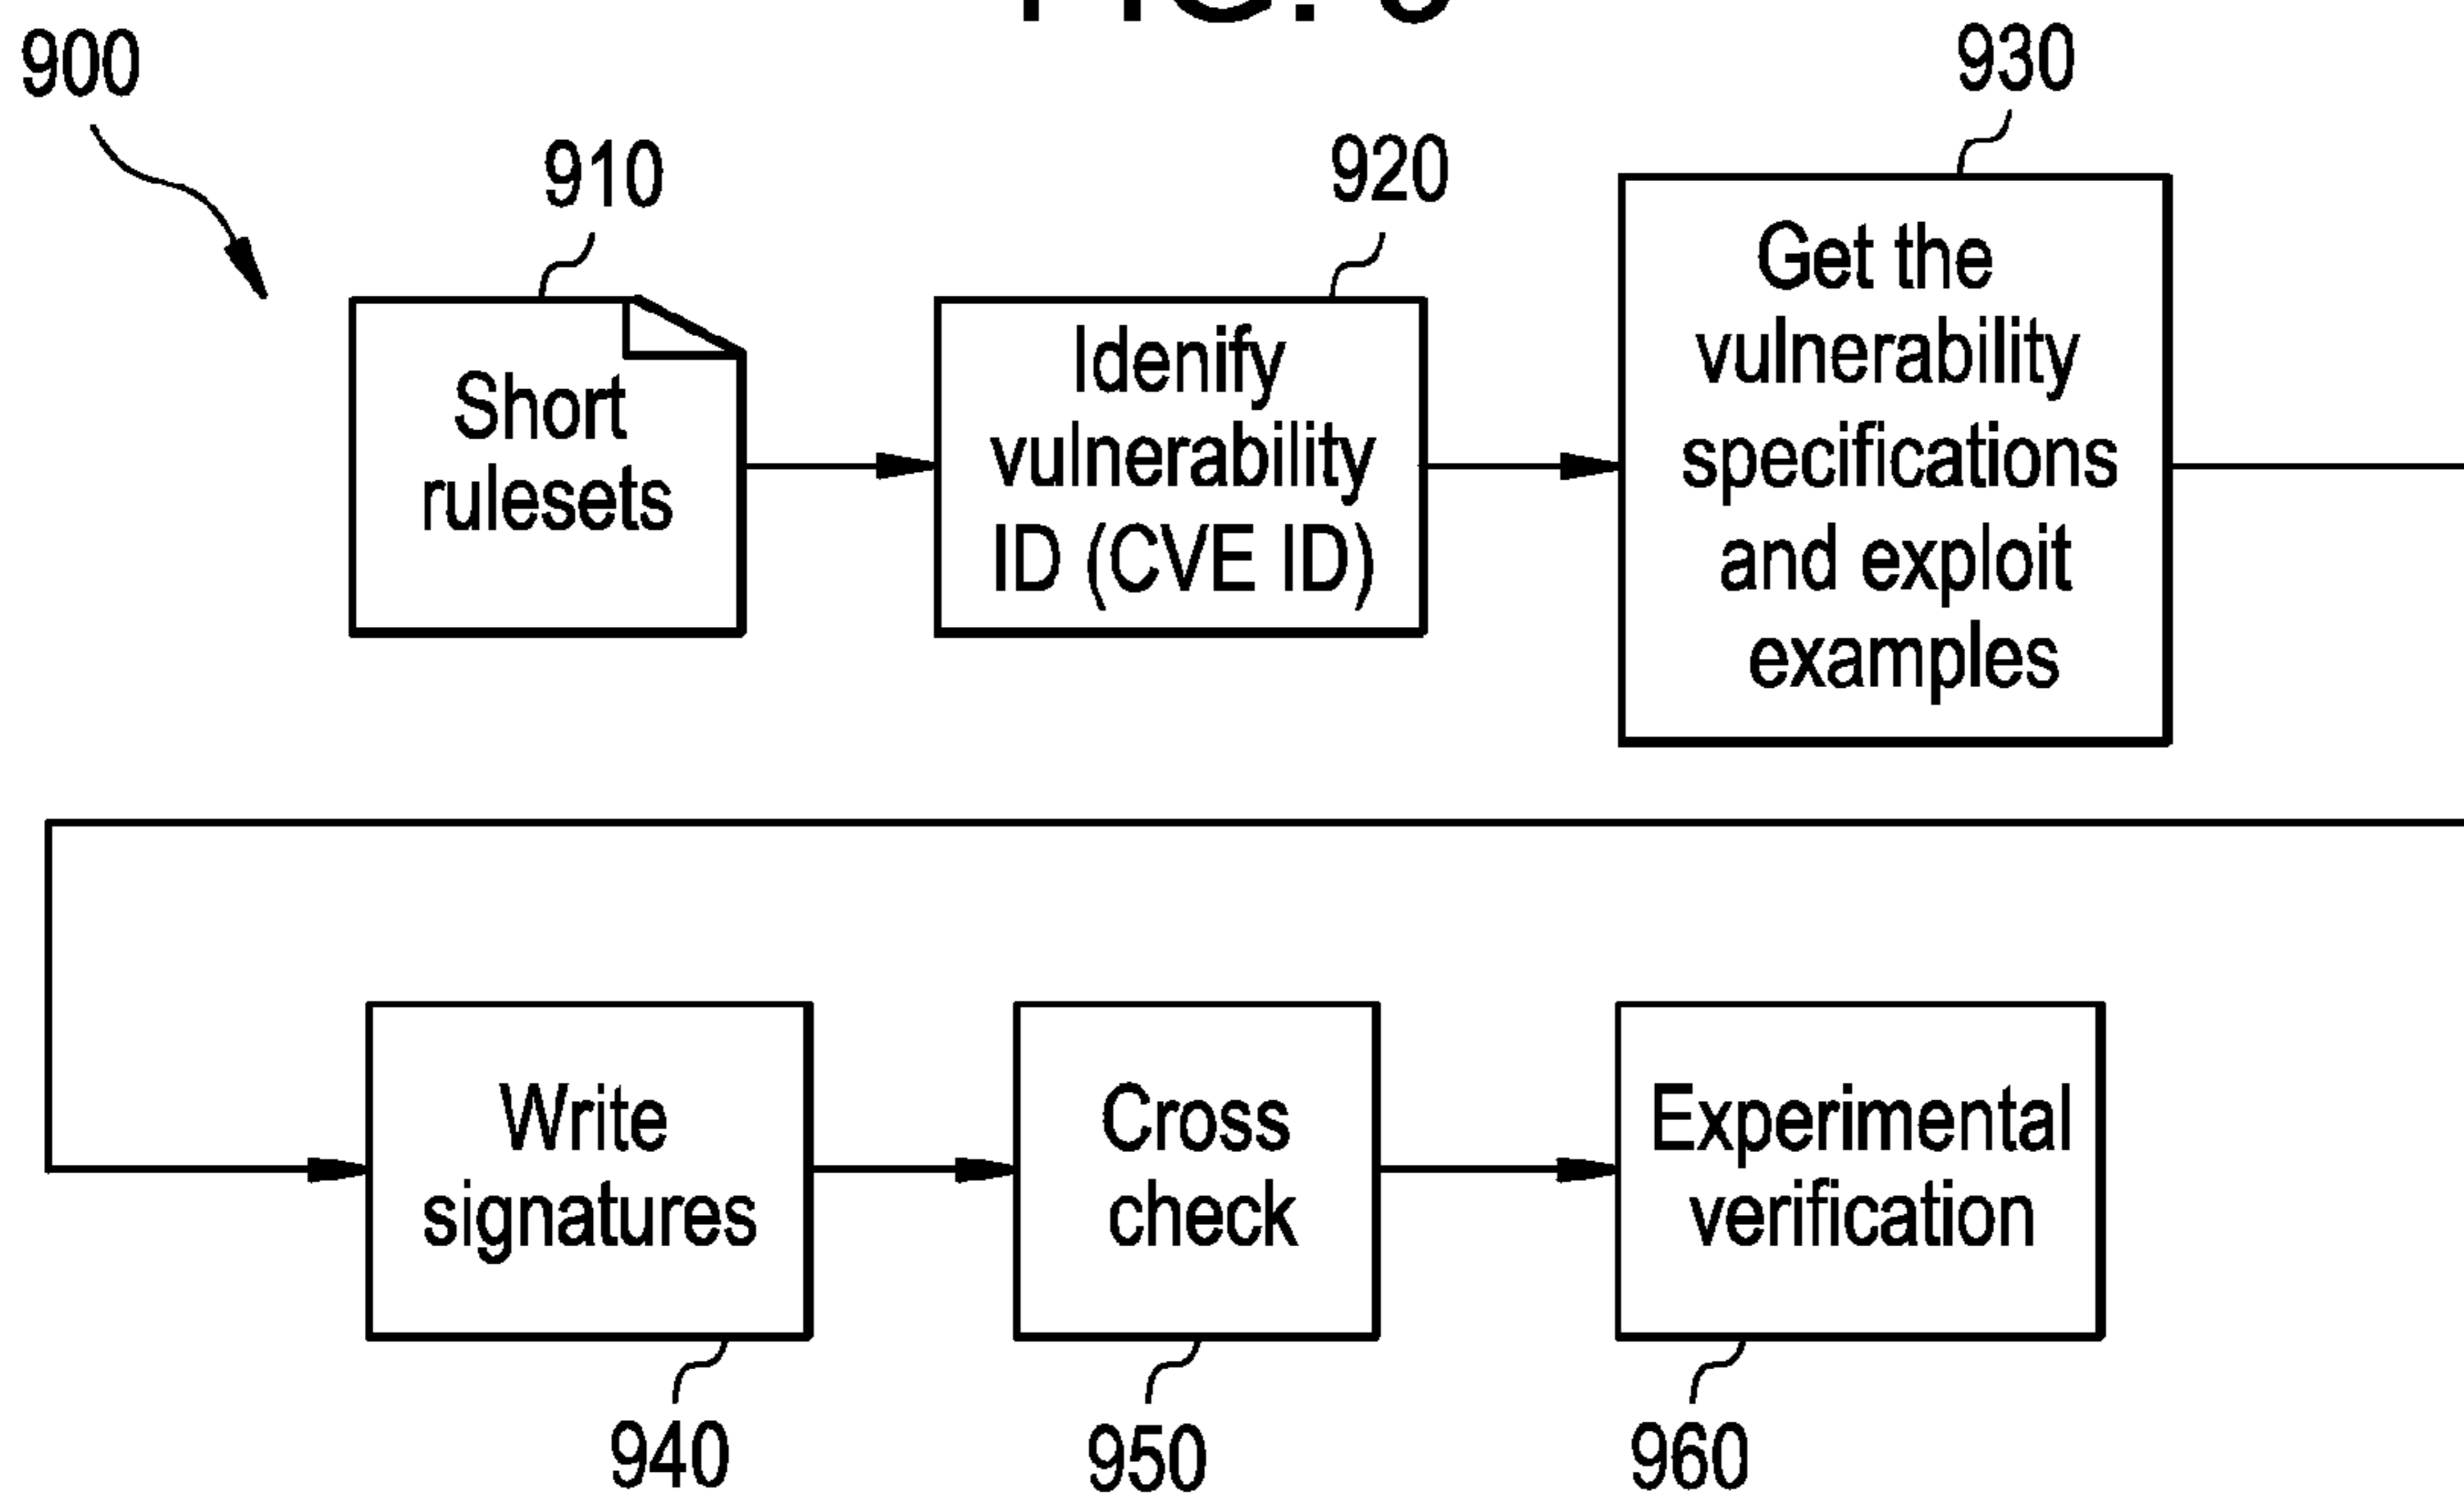 900
910
920
930
Short
rulesets
Idenify
vulnerability
ID (CVE ID)
Get the
vulnerability
specifications
and exploit
examples
Write
signatures
Cross
check
Experimental
verification
940
950
960